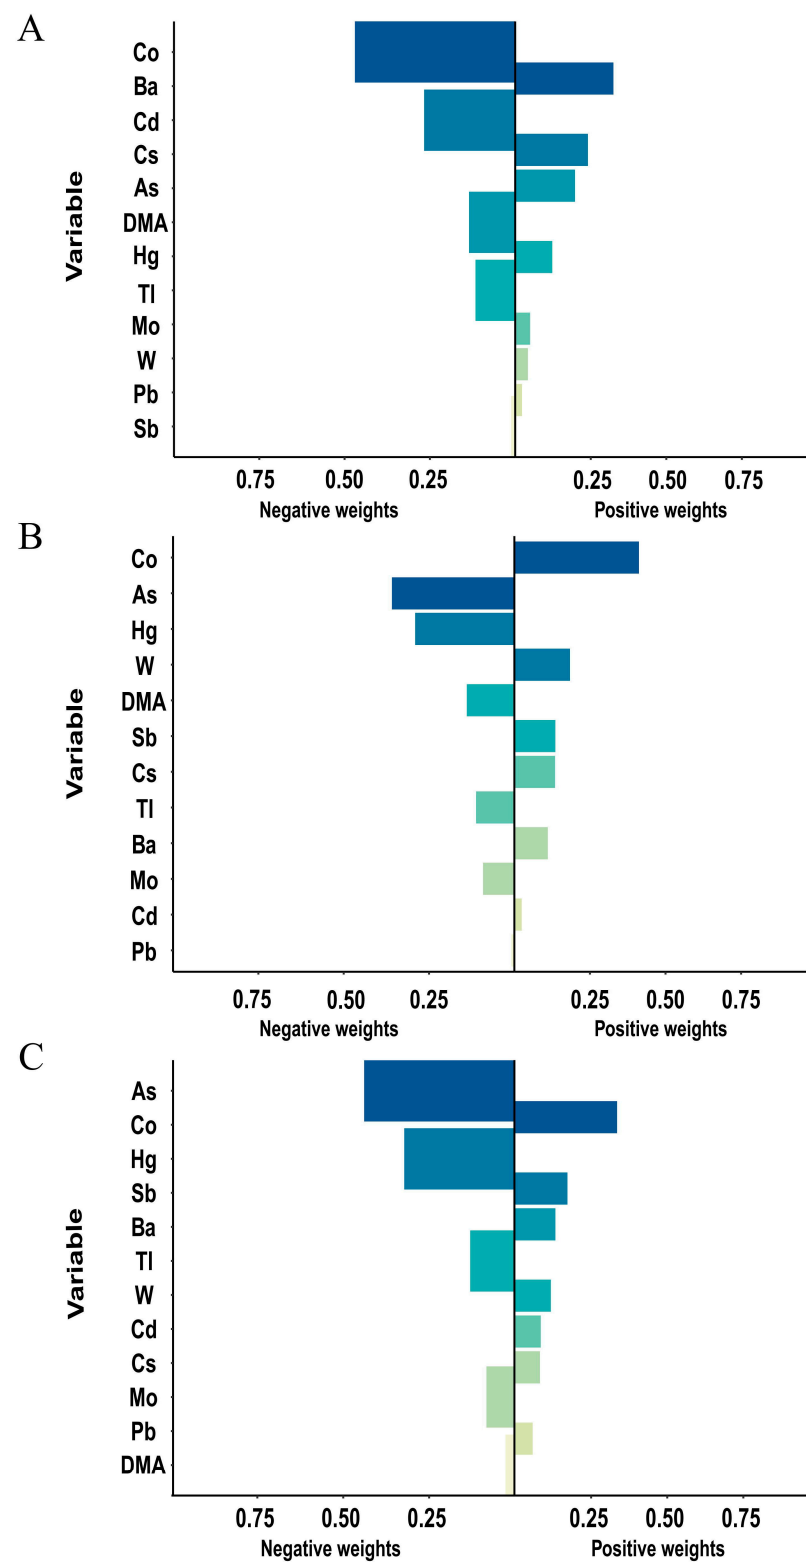 A
Variable
Co
Ba
Cd
Cs
As
DMA
Hg
Tl
Mo
W
Pb
Sb
0.75 0.50 0.25 0.25 0.50 0.75
Negative weights Positive weights
B
Variable
Co
As
Hg
W
DMA
Sb
Cs
Tl
Ba
Mo
Cd
Pb
0.75 0.50 0.25 0.25 0.50 0.75
Negative weights Positive weights
C
Variable
As
Co
Hg
Sb
Ba
Tl
W
Cd
Cs
Mo
Pb
DMA
0.75 0.50 0.25 0.25 0.50 0.75
Negative weights Positive weights